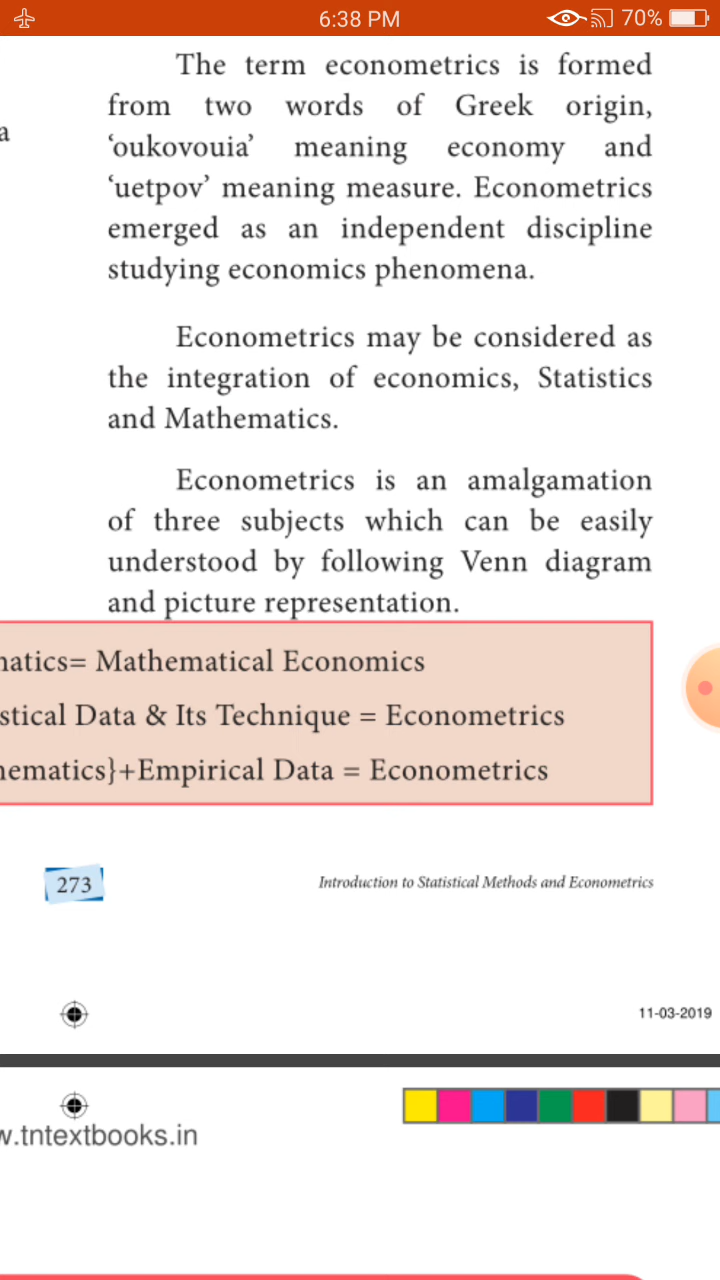 6:38 PM
70%
The term econometrics is formed
from two words of Greek origin,
a
‘oukovouia’ meaning economy and
‘uetpov’ meaning measure. Econometrics
emerged as an independent discipline
studying economics phenomena.
Econometrics may be considered as
the integration of economics, Statistics
and Mathematics.
Econometrics is an amalgamation
of three subjects which can be easily
understood by following Venn diagram
and picture representation.
natics= Mathematical Economics
stical Data & Its Technique = Econometrics
nematics}+Empirical Data = Econometrics
273
Introduction to Statistical Methods and Econometrics
11-03-2019
w.tntextbooks.in